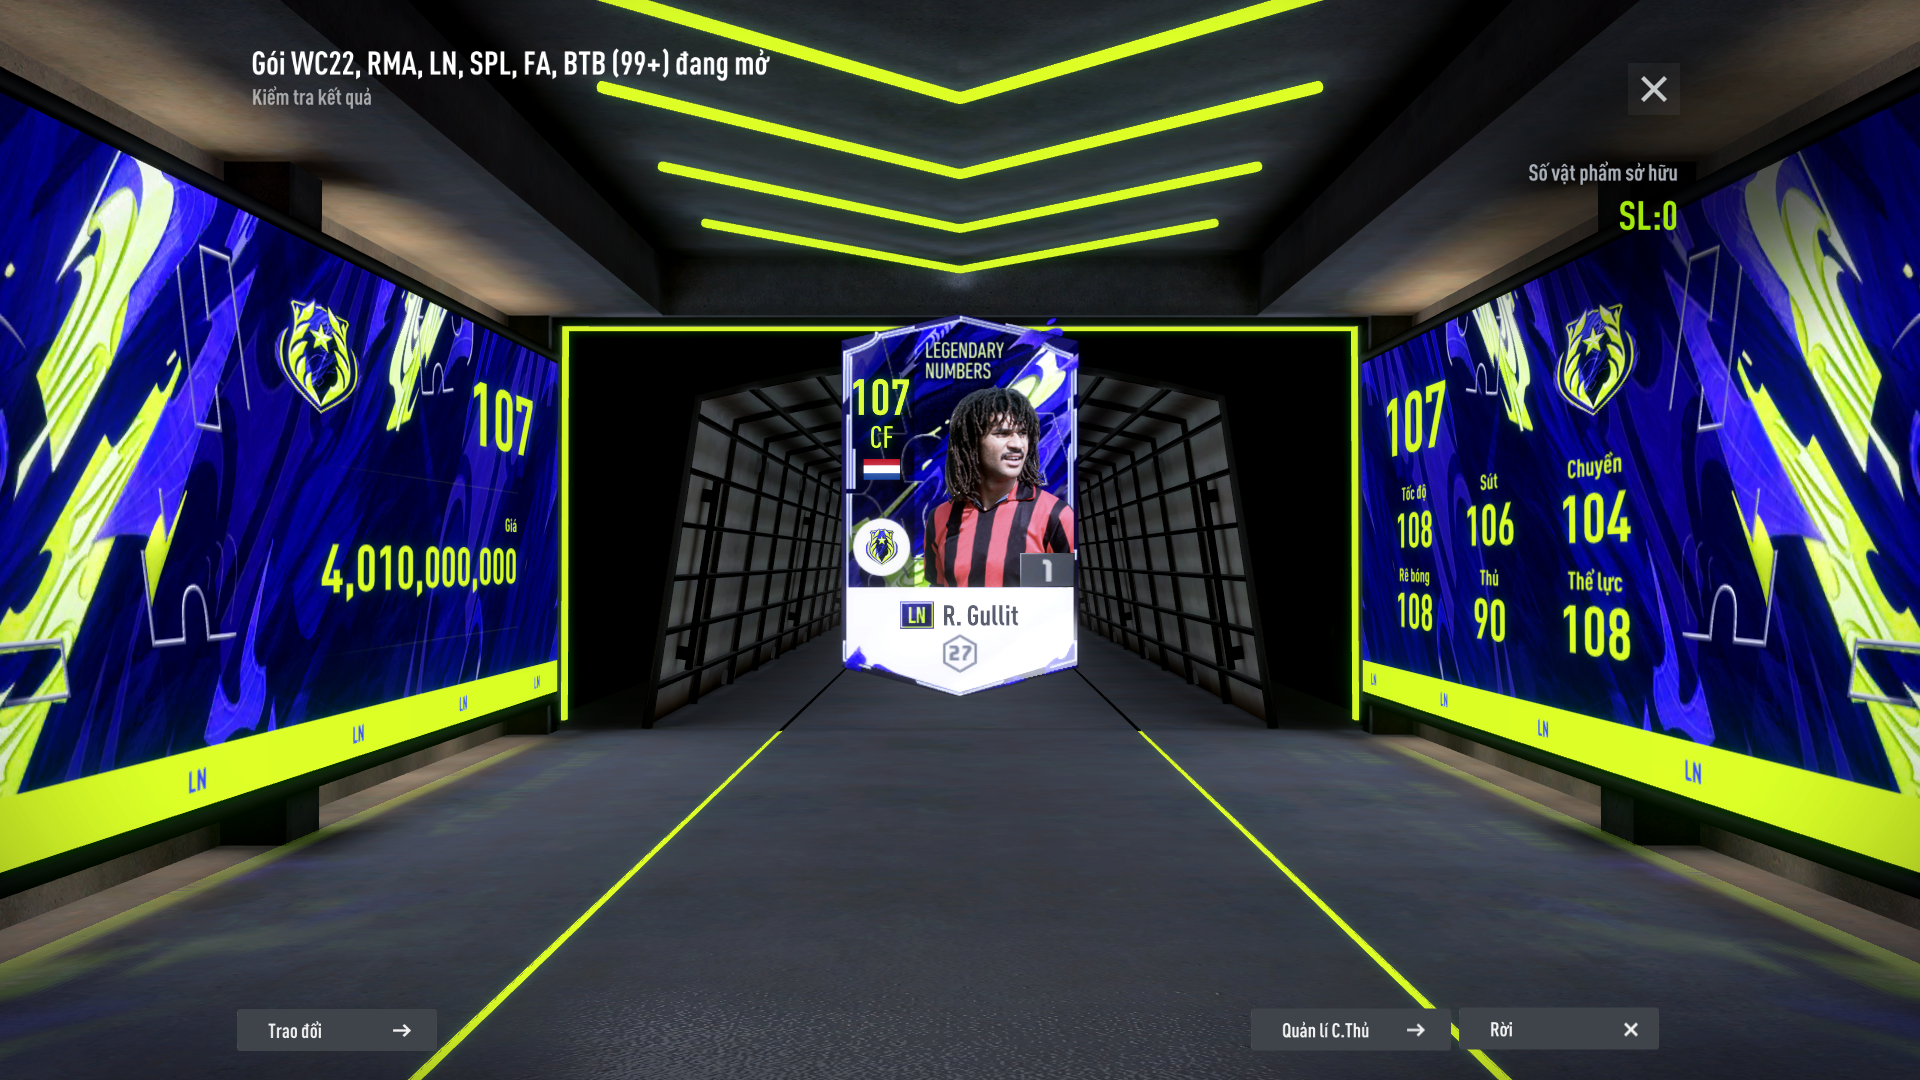 Gói WC22, RMA, LN, SPL, FA, BTB (99+) đang mở
Kiểm tra kết quả
Số vật phẩm sở hữu
SL:0
107
Giá
4,010,000,000
LN
LN
LN
LN
LEGENDARY
NUMBERS
107
CF
1
LN R. Gullit
27
107
Tốc độ
108
Sút
106
Chuyền
104
Rê bóng
108
Thủ
90
Thể lực
108
LN
LN
LN
LN
Trao đổi
Quản lí C.Thủ
Rời